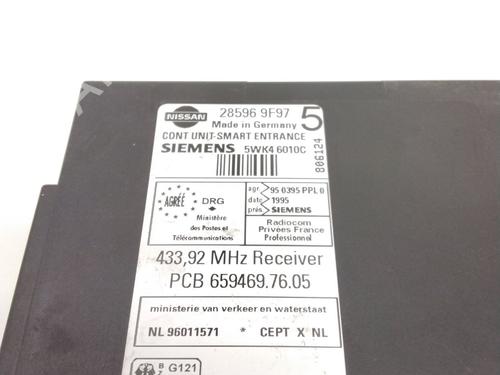 NISSAN
28596 9F97 5
Made in Germany
CONT UNIT-SMART ENTRANCE
SIEMENS 5WK4 6010C
806124
AGRÉÉ
DRG
Ministère
des Postes et
Télécommunications
agr. 95 0395 PPL 0
date 1995
prés. SIEMENS
Radiocom
Privées France
Professionnel
433,92 MHz Receiver
PCB 659469.76.05
ministerie van verkeer en waterstaat
NL 96011571 * CEPT X NL
B
Z
G121